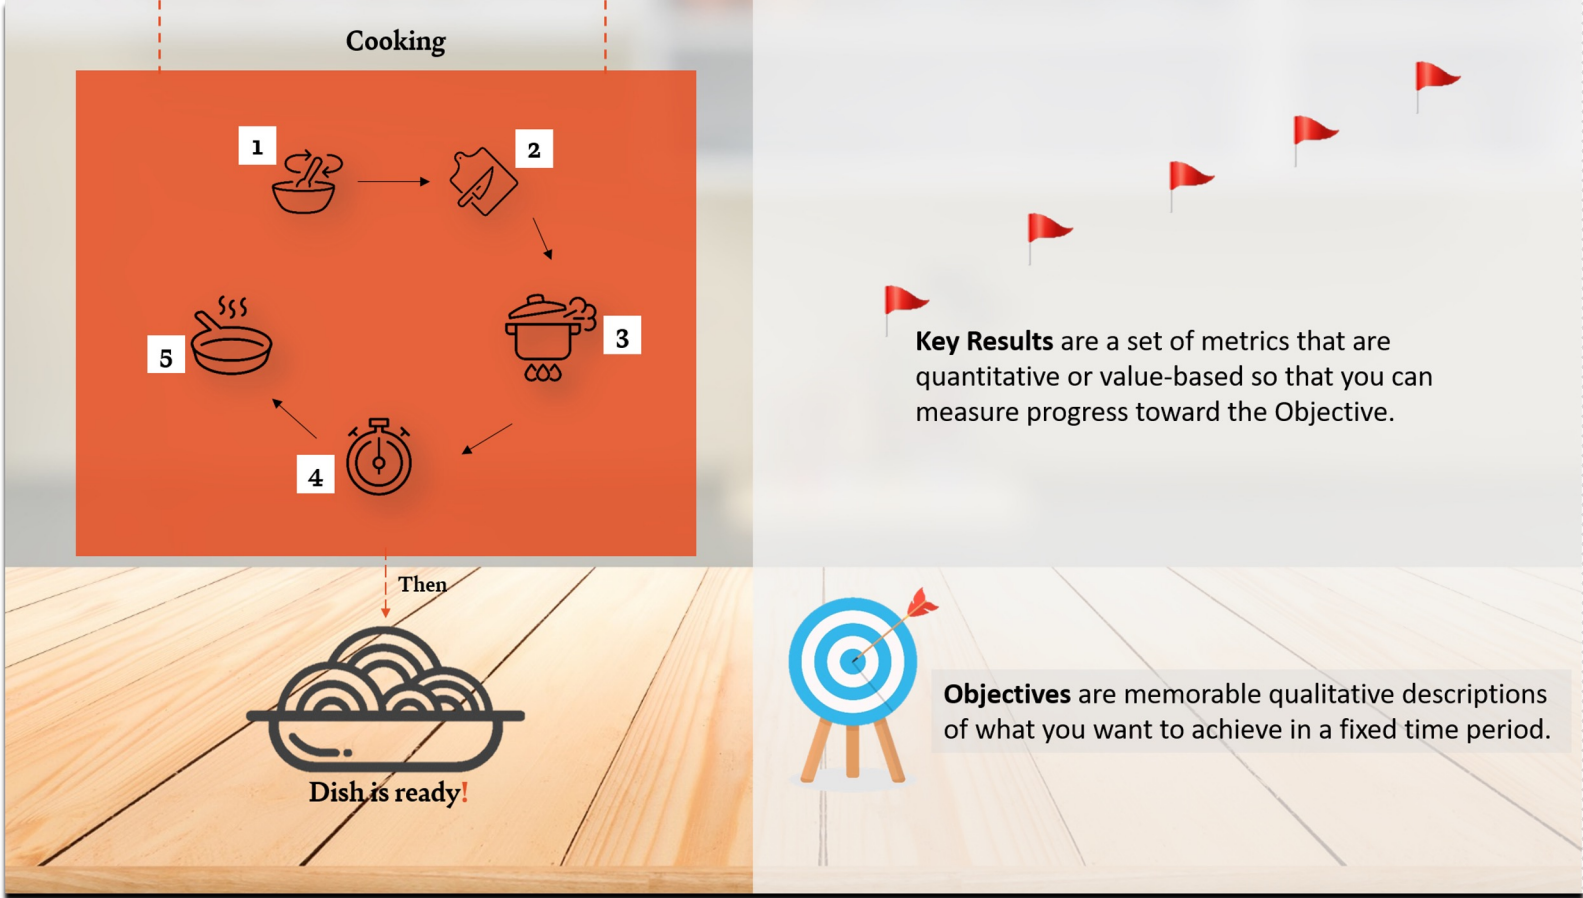 Cooking
1
2
3
4
5
Then
Dish is ready!
Key Results are a set of metrics that are
quantitative or value-based so that you can
measure progress toward the Objective.
Objectives are memorable qualitative descriptions
of what you want to achieve in a fixed time period.